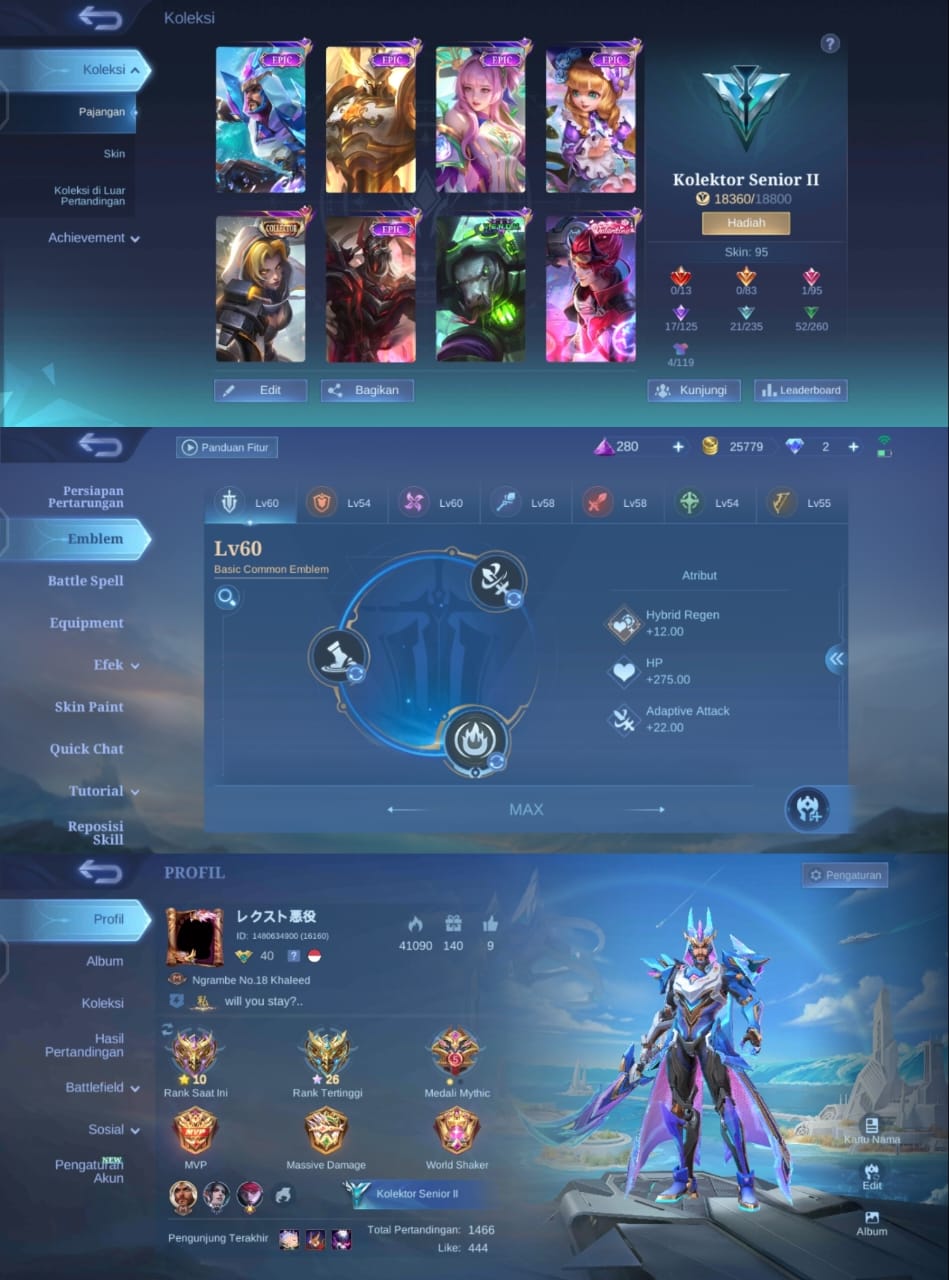 Koleksi
Koleksi
Pajangan
Skin
Koleksi di Luar
Pertandingan
Achievement
EPIC
EPIC
EPIC
EPIC
COLLECTOR
EPIC
VENOM
Valentine
?
Kolektor Senior II
18360/18800
Hadiah
Skin: 95
0/13
0/83
1/95
17/125
21/235
52/260
4/119
Edit
Bagikan
Kunjungi
Leaderboard
Panduan Fitur
280
25779
2
Persiapan
Pertarungan
Emblem
Battle Spell
Equipment
Efek
Skin Paint
Quick Chat
Tutorial
Reposisi
Skill
Lv60
Lv54
Lv60
Lv58
Lv58
Lv54
Lv55
Lv60
Basic Common Emblem
Atribut
Hybrid Regen
+12.00
HP
+275.00
Adaptive Attack
+22.00
MAX
PROFIL
Pengaturan
Profil
Album
Koleksi
Hasil
Pertandingan
Battlefield
Sosial
NEW
Pengaturan
Akun
レクスト悪役
ID: 1480634900 (16160)
40
?
41090
140
9
Ngrambe No.18 Khaleed
私
will you stay?..
10
Rank Saat Ini
26
Rank Tertinggi
5
Medali Mythic
MVP
MVP
Massive Damage
World Shaker
Kolektor Senior II
Pengunjung Terakhir
Total Pertandingan: 1466
Like: 444
Kartu Nama
Edit
Album